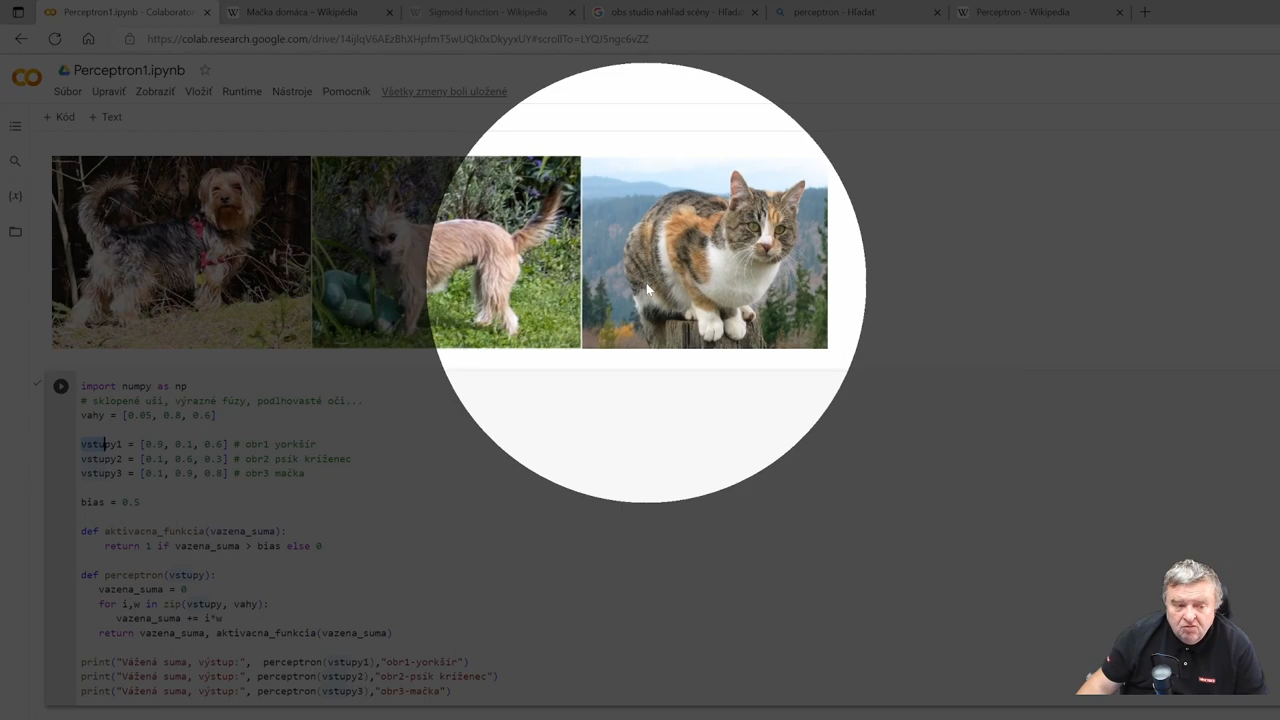 Perceptron1.ipynb - Colaborator
Mačka domáca – Wikipédia
Sigmoid function - Wikipedia
obs studio nahľad scény - Hľadať
perceptron - Hľadať
Perceptron - Wikipedia
https://colab.research.google.com/drive/14ijlqV6AEzBhXHpfmT5wUQk0xDkyyxUY#scrollTo=LYQJ5ngc6vZZ
Perceptron1.ipynb
Súbor Upraviť Zobraziť Vložiť Runtime Nástroje Pomocník Všetky zmeny boli uložené
+ Kód + Text
import numpy as np
# sklopené uši, výrazné fúzy, podlhovasté oči...
vahy = [0.05, 0.8, 0.6]
vstupy1 = [0.9, 0.1, 0.6] # obr1 yorkšír
vstupy2 = [0.1, 0.6, 0.3] # obr2 psík kríženec
vstupy3 = [0.1, 0.9, 0.8] # obr3 mačka
bias = 0.5
def aktivacna_funkcia(vazena_suma):
return 1 if vazena_suma > bias else 0
def perceptron(vstupy):
vazena_suma = 0
for i,w in zip(vstupy, vahy):
vazena_suma += i*w
return vazena_suma, aktivacna_funkcia(vazena_suma)
print("Vážená suma, výstup:", perceptron(vstupy1),"obr1-yorkšír")
print("Vážená suma, výstup:", perceptron(vstupy2),"obr2-psík kríženec")
print("Vážená suma, výstup:", perceptron(vstupy3),"obr3-mačka")